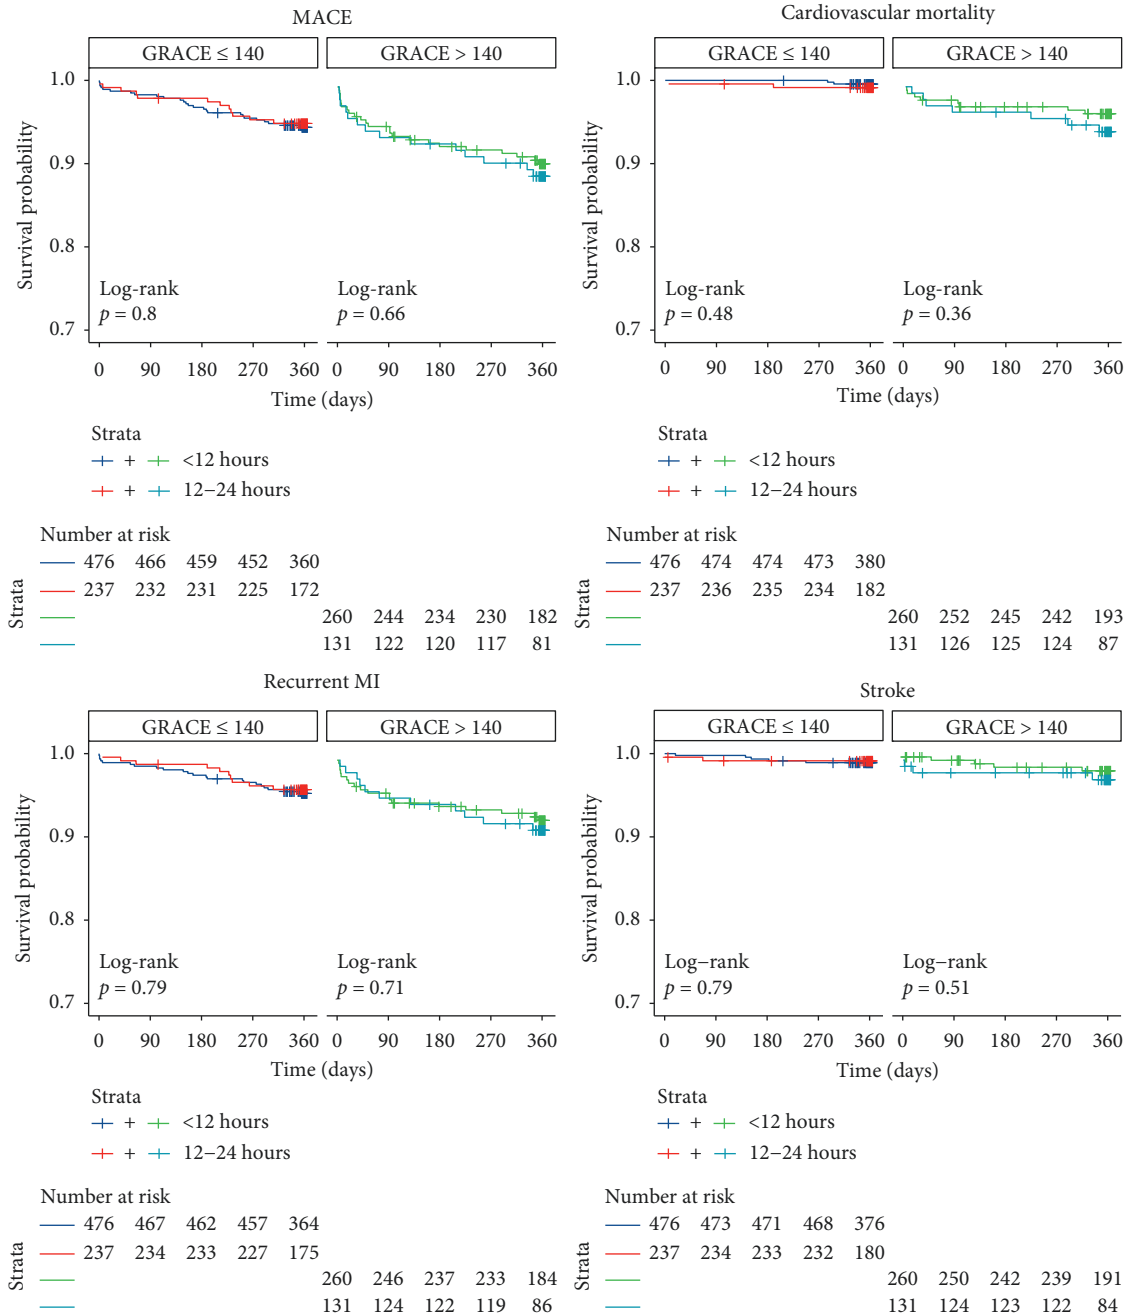 MACE
GRACE ≤ 140 GRACE > 140
1.0
0.9
0.8
0.7
Survival probability
Log-rank
p = 0.8
Log-rank
p = 0.66
0 90 180 270 360 0 90 180 270 360
Time (days)
Strata
+ <12 hours
+ 12−24 hours
Number at risk
Strata
476 466 459 452 360
237 232 231 225 172
260 244 234 230 182
131 122 120 117 81
Cardiovascular mortality
GRACE ≤ 140 GRACE > 140
1.0
0.9
0.8
0.7
Survival probability
Log-rank
p = 0.48
Log-rank
p = 0.36
0 90 180 270 360 0 90 180 270 360
Time (days)
Strata
+ <12 hours
+ 12−24 hours
Number at risk
Strata
476 474 474 473 380
237 236 235 234 182
260 252 245 242 193
131 126 125 124 87
Recurrent MI
GRACE ≤ 140 GRACE > 140
1.0
0.9
0.8
0.7
Survival probability
Log-rank
p = 0.79
Log-rank
p = 0.71
0 90 180 270 360 0 90 180 270 360
Time (days)
Strata
+ <12 hours
+ 12−24 hours
Number at risk
Strata
476 467 462 457 364
237 234 233 227 175
260 246 237 233 184
131 124 122 119 86
Stroke
GRACE ≤ 140 GRACE > 140
1.0
0.9
0.8
0.7
Survival probability
Log−rank
p = 0.79
Log−rank
p = 0.51
0 90 180 270 360 0 90 180 270 360
Time (days)
Strata
+ <12 hours
+ 12−24 hours
Number at risk
Strata
476 473 471 468 376
237 234 233 232 180
260 250 242 239 191
131 124 123 122 84